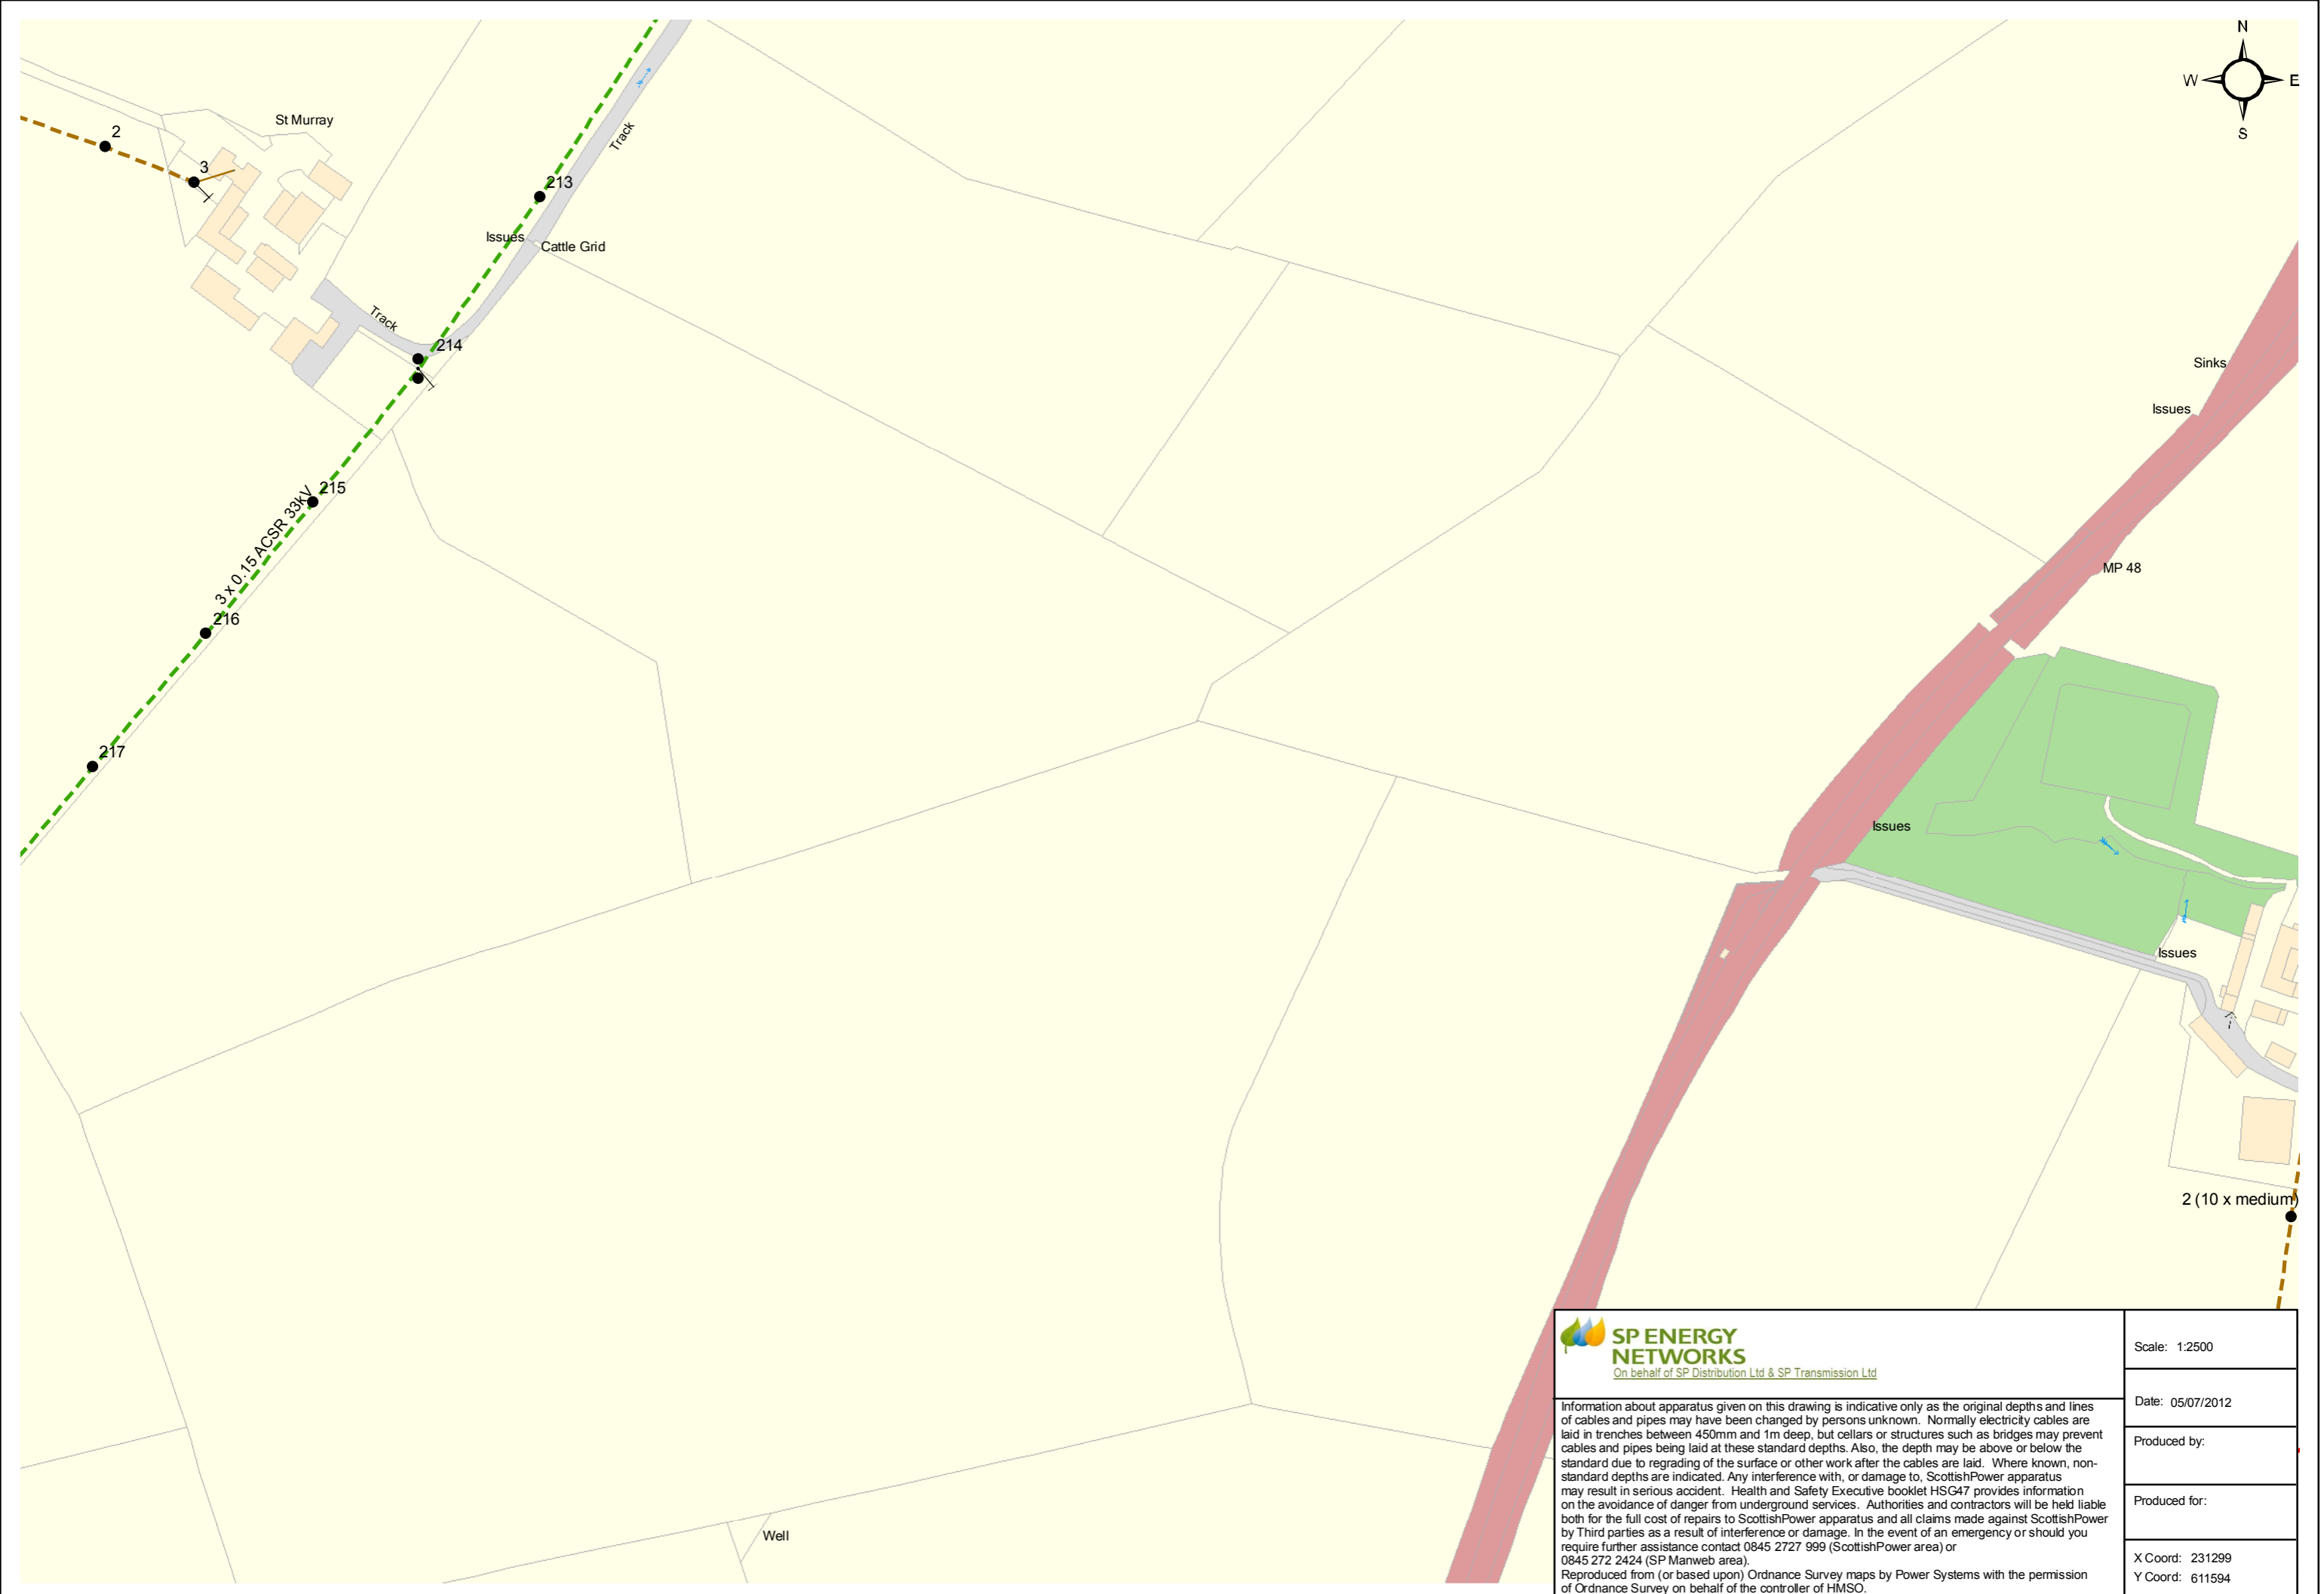 N
W
E
S
St Murray
2
3
Track
213
Issues
Cattle Grid
Track
214
Sinks
Issues
215
3 x 0.15 ACSR 33kV
MP 48
216
217
Issues
Issues
2 (10 x medium)
SP ENERGY
NETWORKS
On behalf of SP Distribution Ltd & SP Transmission Ltd
Information about apparatus given on this drawing is indicative only as the original depths and lines
of cables and pipes may have been changed by persons unknown. Normally electricity cables are
laid in trenches between 450mm and 1m deep, but cellars or structures such as bridges may prevent
cables and pipes being laid at these standard depths. Also, the depth may be above or below the
standard due to regrading of the surface or other work after the cables are laid. Where known, non-
standard depths are indicated. Any interference with, or damage to, ScottishPower apparatus
may result in serious accident. Health and Safety Executive booklet HSG47 provides information
on the avoidance of danger from underground services. Authorities and contractors will be held liable
both for the full cost of repairs to ScottishPower apparatus and all claims made against ScottishPower
by Third parties as a result of interference or damage. In the event of an emergency or should you
require further assistance contact 0845 2727 999 (ScottishPower area) or
0845 272 2424 (SP Manweb area).
Reproduced from (or based upon) Ordnance Survey maps by Power Systems with the permission
of Ordnance Survey on behalf of the controller of HMSO.
Scale: 1:2500
Date: 05/07/2012
Produced by:
Produced for:
X Coord: 231299
Y Coord: 611594
Well